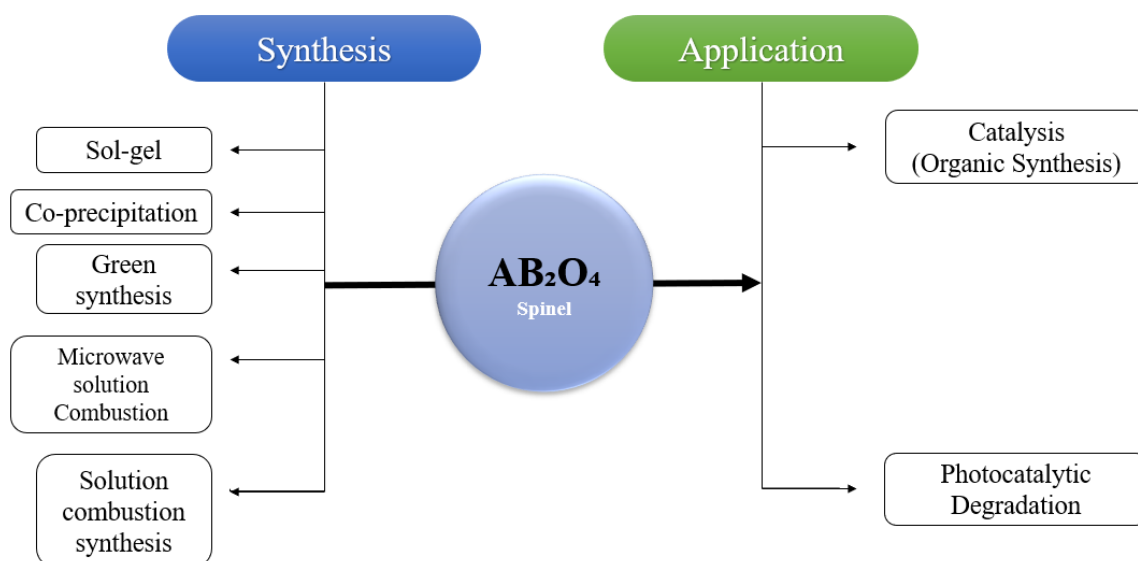 Synthesis
Sol-gel
Co-precipitation
Green
synthesis
Microwave
solution
Combustion
Solution
combustion
synthesis
AB₂O₄
Spinel
Application
Catalysis
(Organic Synthesis)
Photocatalytic
Degradation